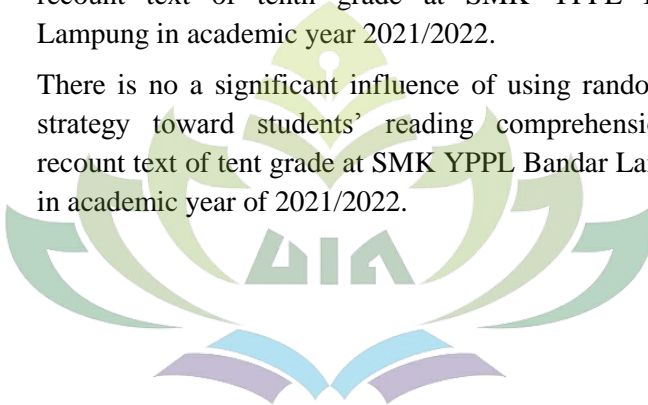 recount text of tenth grade at SMK YPPL
Lampung in academic year 2021/2022.
There is no a significant influence of using rando
strategy toward students’ reading comprehensi
recount text of tent grade at SMK YPPL Bandar La
in academic year of 2021/2022.
UIN